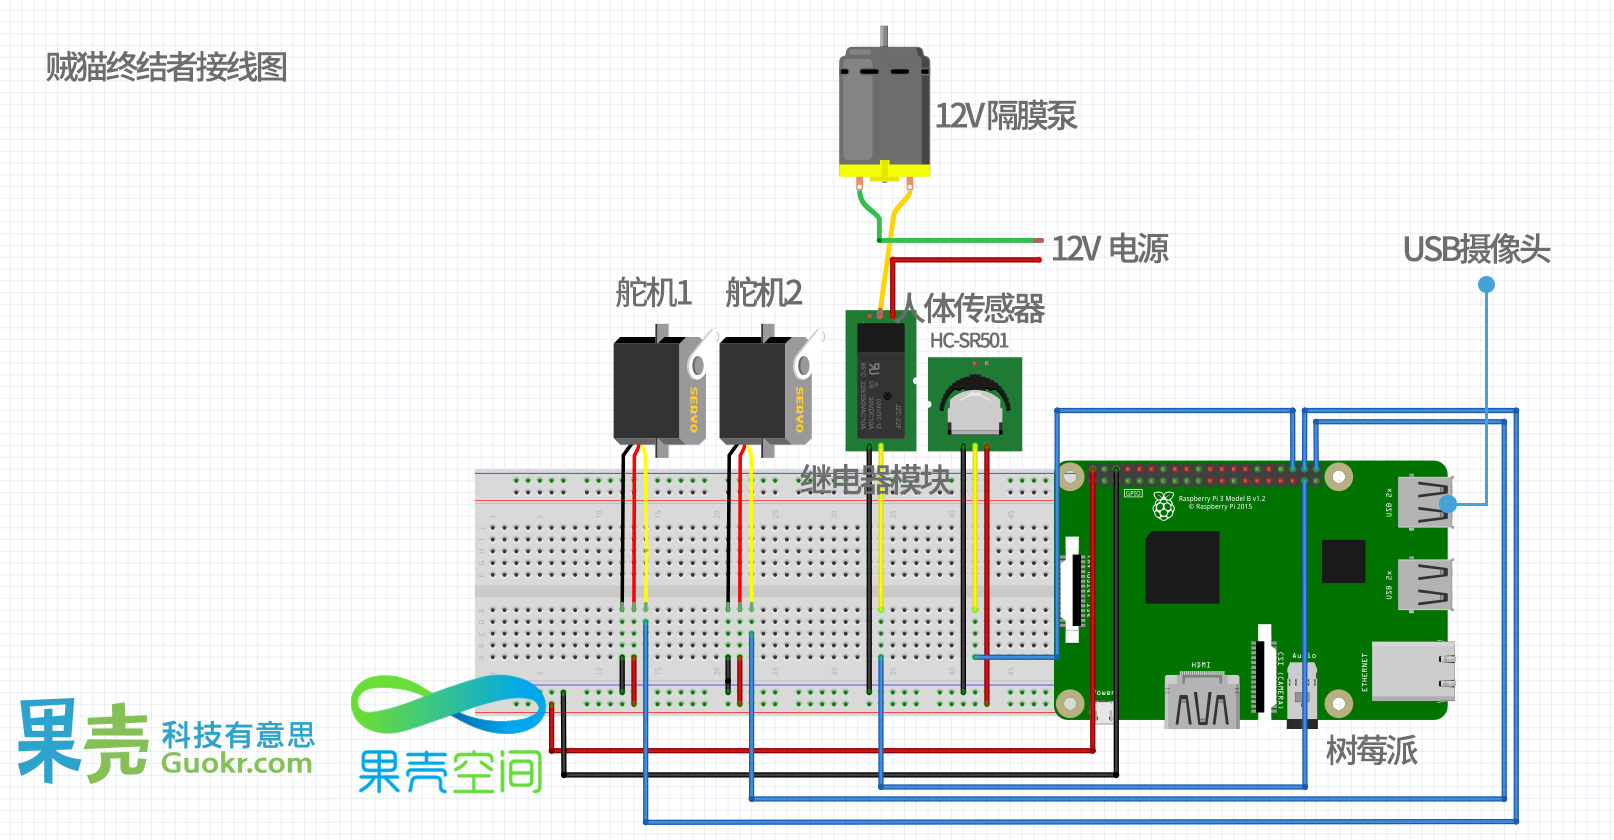 贼猫终结者接线图
12V 隔膜泵
12V 电源
USB摄像头
舵机1
舵机2
人体传感器
HC-SR501
SERVO
SERVO
继电器模块
GPIO
Raspberry Pi 3 Model B v1.2
© Raspberry Pi 2015
USB 2x
USB 2x
HDMI
CSI (CAMERA)
Audio
ETHERNET
Power
树莓派
果壳
科技有意思
Guokr.com
果壳空间